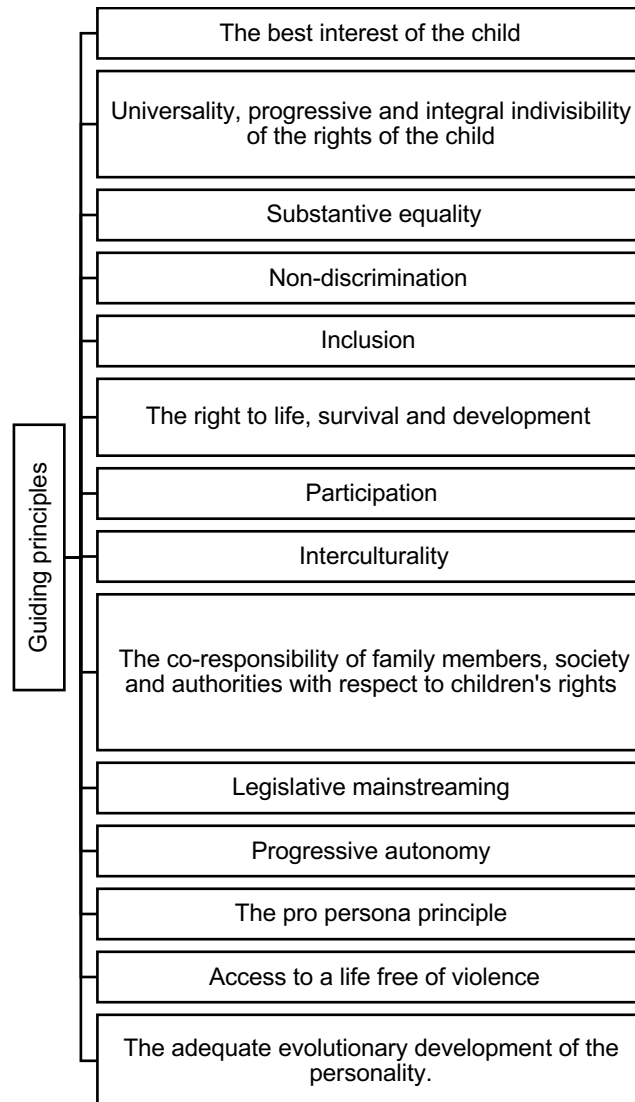 Guiding principles
The best interest of the child
Universality, progressive and integral indivisibility
of the rights of the child
Substantive equality
Non-discrimination
Inclusion
The right to life, survival and development
Participation
Interculturality
The co-responsibility of family members, society
and authorities with respect to children's rights
Legislative mainstreaming
Progressive autonomy
The pro persona principle
Access to a life free of violence
The adequate evolutionary development of the
personality.